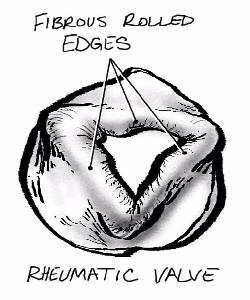 FIBROUS ROLLED
EDGES
RHEUMATIC VALVE